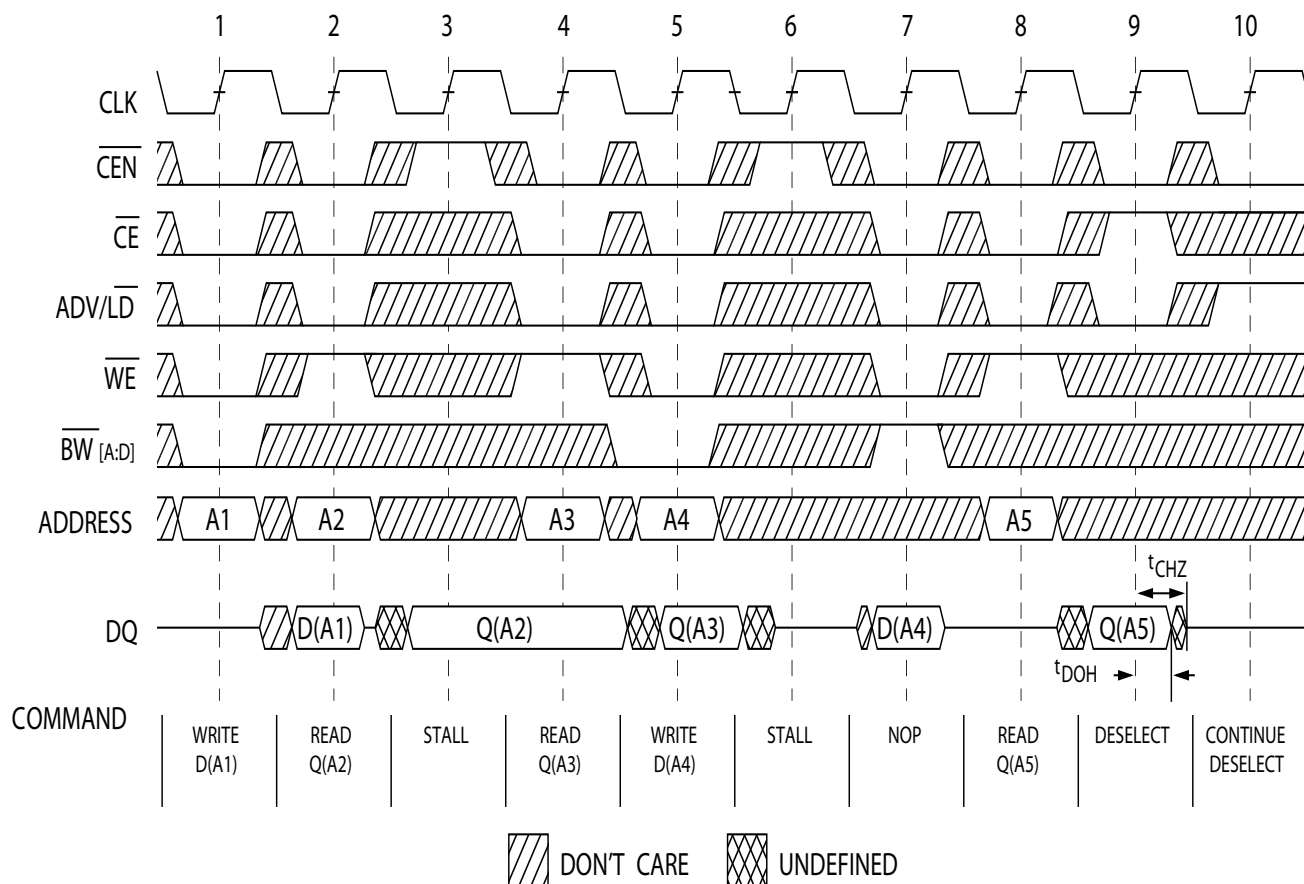 1 2 3 4 5 6 7 8 9 10
CLK
CEN
CE
ADV/LD
WE
BW [A:D]
ADDRESS A1 A2 A3 A4 A5
tCHZ
DQ D(A1) Q(A2) Q(A3) D(A4) Q(A5)
tDOH
COMMAND
WRITE READ STALL READ WRITE STALL NOP READ DESELECT CONTINUE
D(A1) Q(A2) Q(A3) D(A4) Q(A5) DESELECT
DON'T CARE UNDEFINED